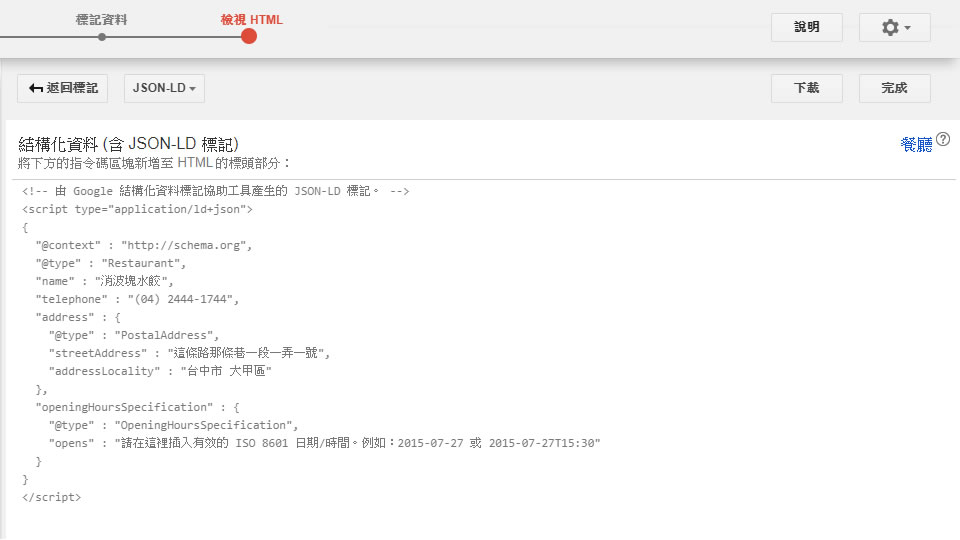 標記資料
檢視 HTML
說明
返回標記
JSON-LD
下載
完成
結構化資料 (含 JSON-LD 標記)
餐廳 ?
將下方的指令碼區塊新增至 HTML 的標頭部分：
<!-- 由 Google 結構化資料標記協助工具產生的 JSON-LD 標記。 -->
<script type="application/ld+json">
{
"@context" : "http://schema.org",
"@type" : "Restaurant",
"name" : "消波塊水餃",
"telephone" : "(04) 2444-1744",
"address" : {
"@type" : "PostalAddress",
"streetAddress" : "這條路那條巷一段一弄一號",
"addressLocality" : "台中市 大甲區"
},
"openingHoursSpecification" : {
"@type" : "OpeningHoursSpecification",
"opens" : "請在這裡插入有效的 ISO 8601 日期/時間。例如：2015-07-27 或 2015-07-27T15:30"
}
}
</script>